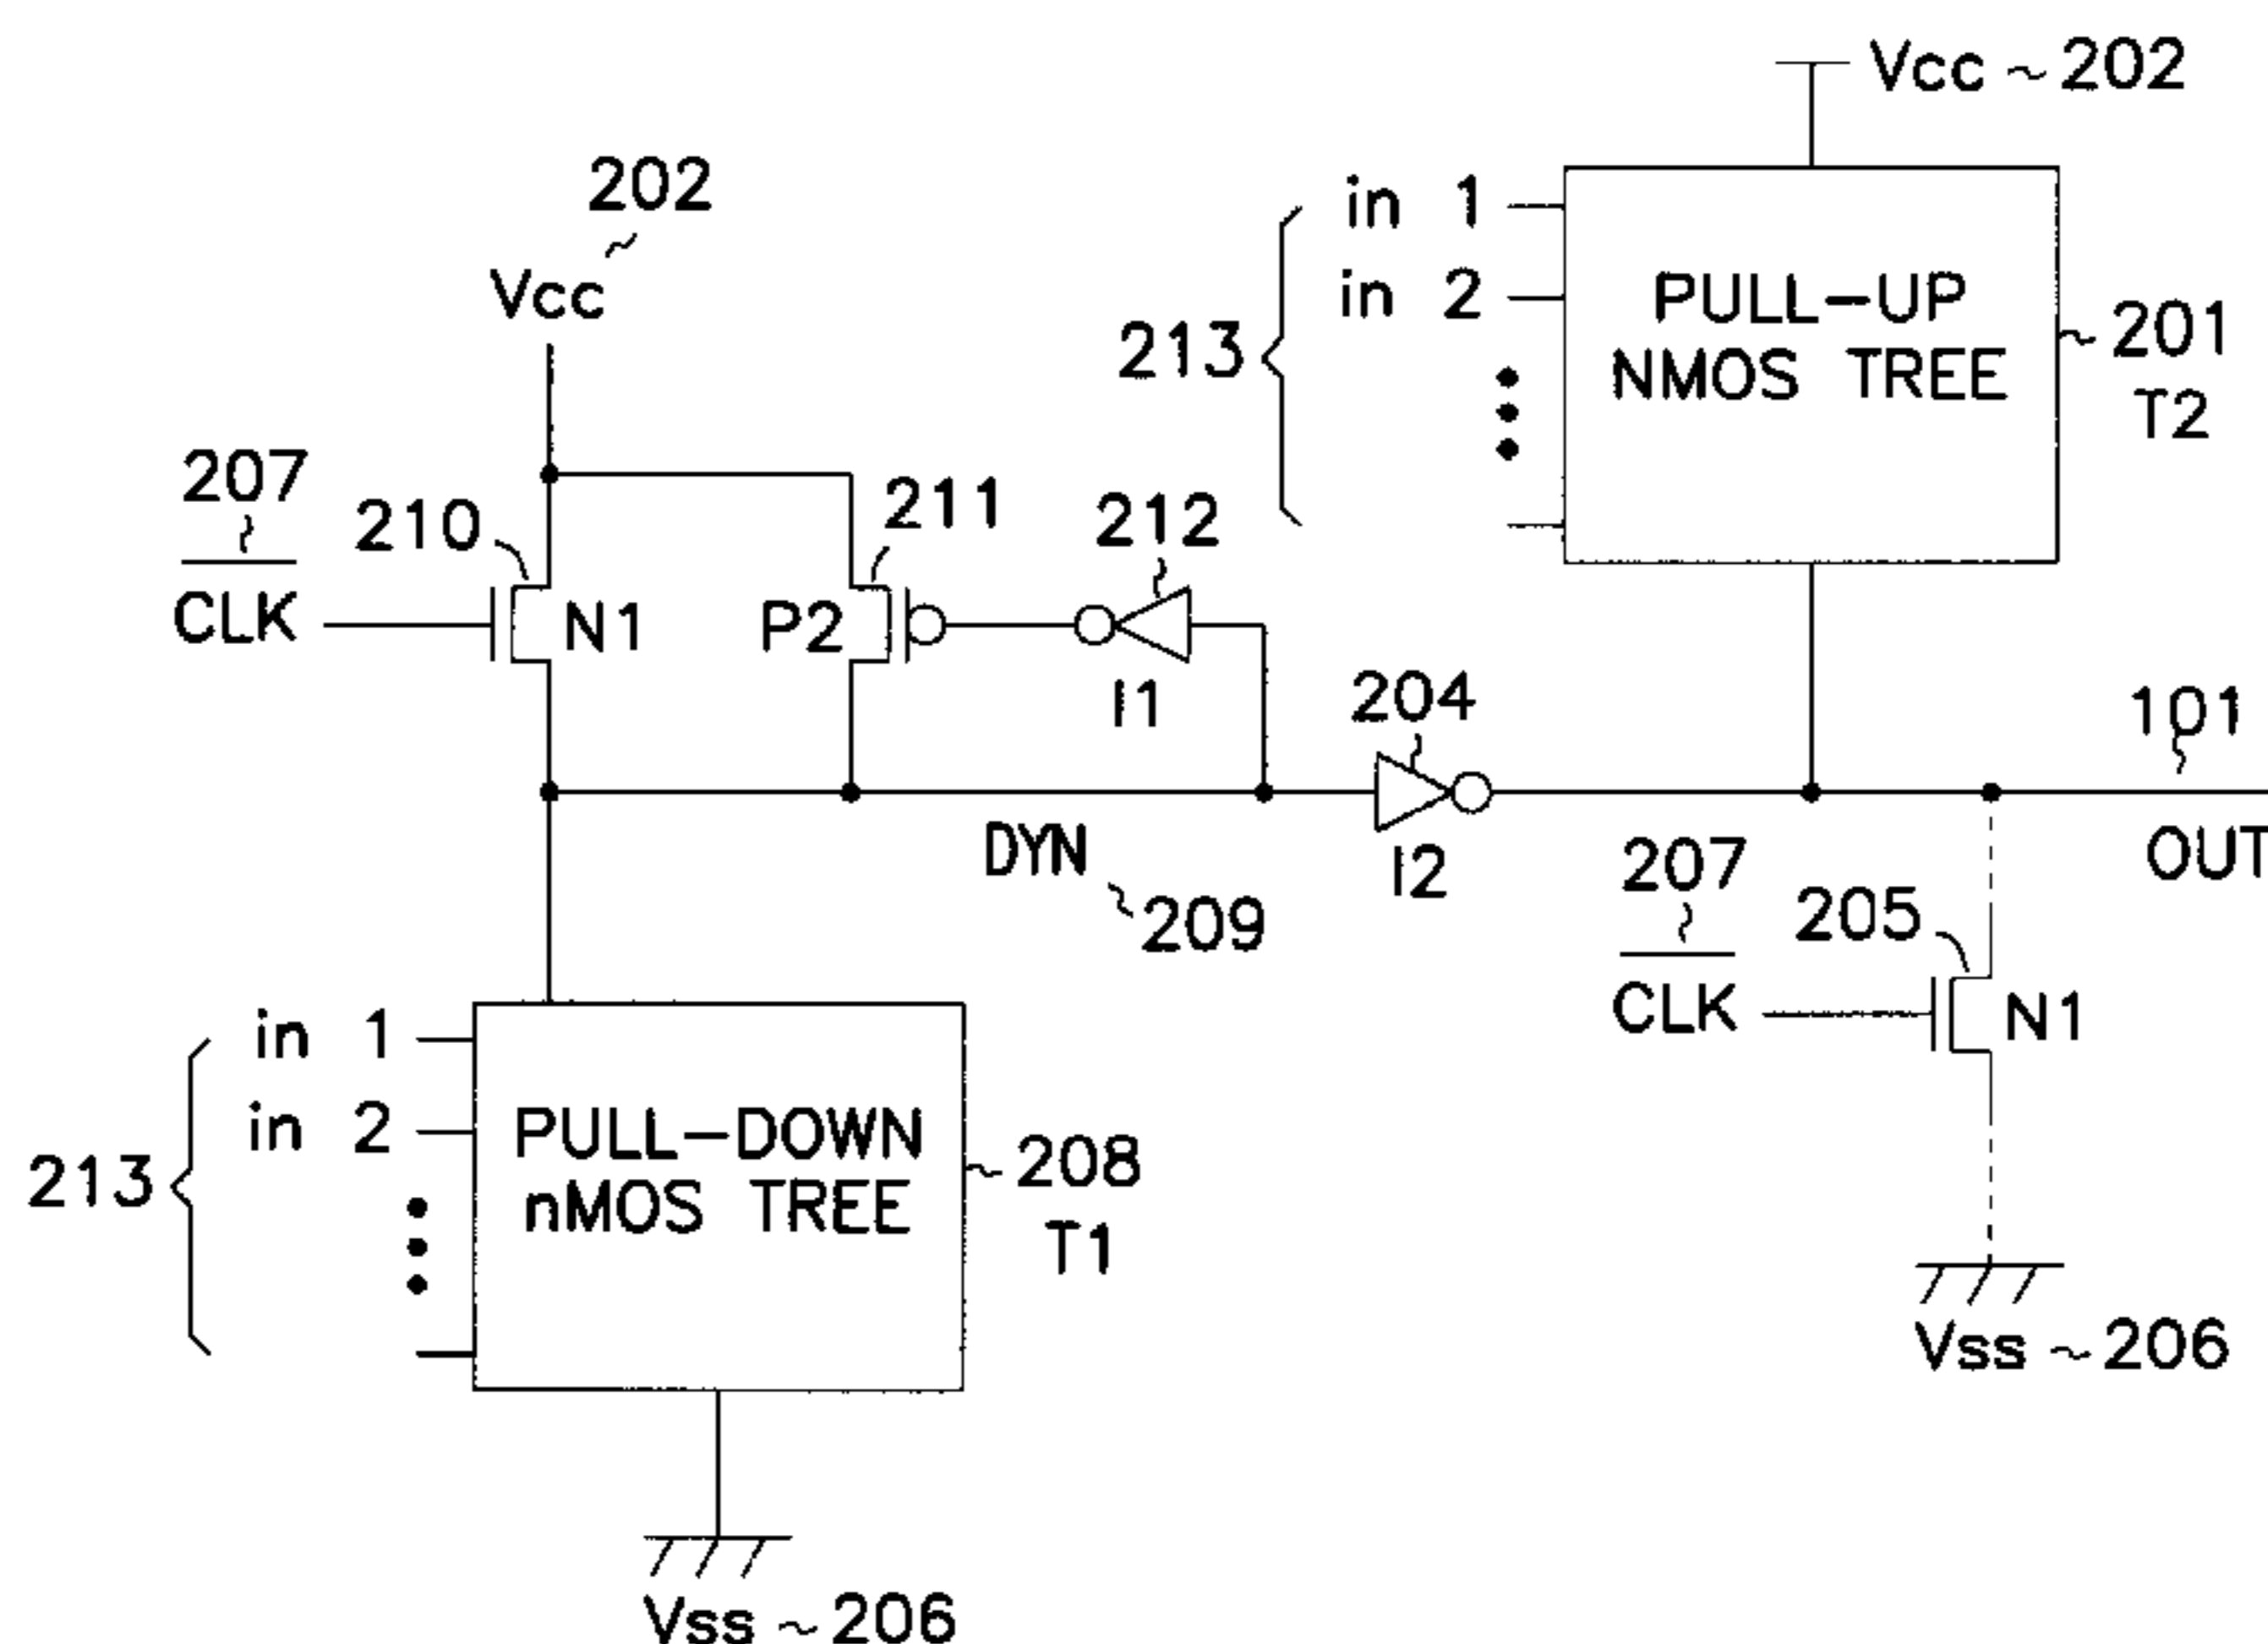 Vcc ~ 202
202
Vcc
in 1
in 2
213
PULL-UP
NMOS TREE
201
T2
207
CLK
210
N1
211
P2
212
I1
204
I2
101
OUT
DYN
209
207
CLK
205
N1
in 1
in 2
213
PULL-DOWN
nMOS TREE
208
T1
Vss ~ 206
Vss ~ 206